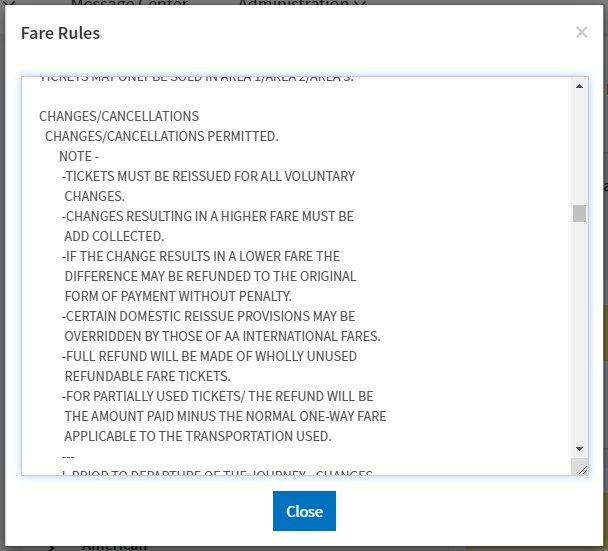 Message Center Administration
Fare Rules
×
TICKETS MAY ONLY BE SOLD IN AREA 1/AREA 2/AREA 3.
CHANGES/CANCELLATIONS
CHANGES/CANCELLATIONS PERMITTED.
NOTE -
-TICKETS MUST BE REISSUED FOR ALL VOLUNTARY
CHANGES.
-CHANGES RESULTING IN A HIGHER FARE MUST BE
ADD COLLECTED.
-IF THE CHANGE RESULTS IN A LOWER FARE THE
DIFFERENCE MAY BE REFUNDED TO THE ORIGINAL
FORM OF PAYMENT WITHOUT PENALTY.
-CERTAIN DOMESTIC REISSUE PROVISIONS MAY BE
OVERRIDDEN BY THOSE OF AA INTERNATIONAL FARES.
-FULL REFUND WILL BE MADE OF WHOLLY UNUSED
REFUNDABLE FARE TICKETS.
-FOR PARTIALLY USED TICKETS/ THE REFUND WILL BE
THE AMOUNT PAID MINUS THE NORMAL ONE-WAY FARE
APPLICABLE TO THE TRANSPORTATION USED.
---
I. PRIOR TO DEPARTURE OF THE JOURNEY - CHANGES
Close
American